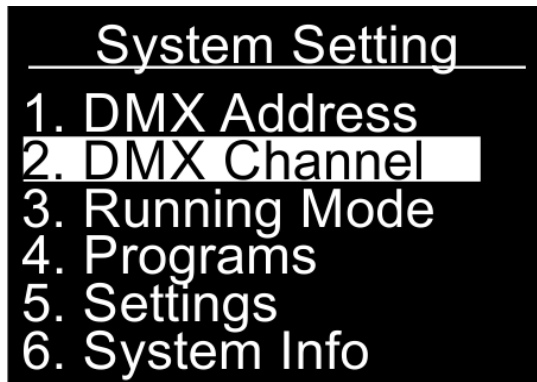 System Setting
1. DMX Address
2. DMX Channel
3. Running Mode
4. Programs
5. Settings
6. System Info